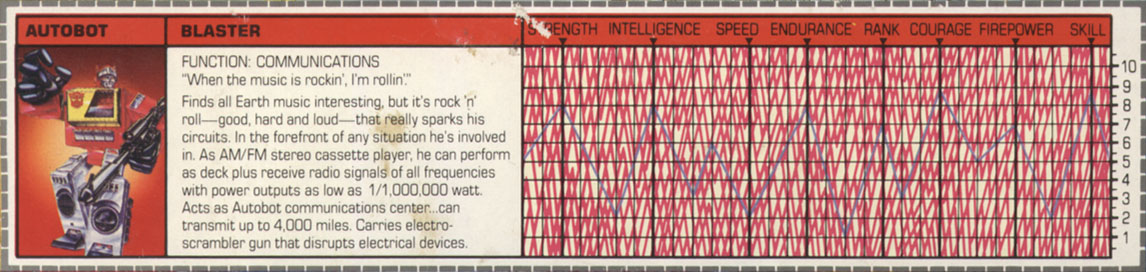 AUTOBOT
BLASTER
STRENGTH INTELLIGENCE SPEED ENDURANCE RANK COURAGE FIREPOWER SKILL
FUNCTION: COMMUNICATIONS
"When the music is rockin', I'm rollin'."
Finds all Earth music interesting, but it's rock 'n'
roll—good, hard and loud—that really sparks his
circuits. In the forefront of any situation he's involved
in. As AM/FM stereo cassette player, he can perform
as deck plus receive radio signals of all frequencies
with power outputs as low as 1/1,000,000 watt.
Acts as Autobot communications center...can
transmit up to 4,000 miles. Carries electro-
scrambler gun that disrupts electrical devices.
10
9
8
7
6
5
4
3
2
1